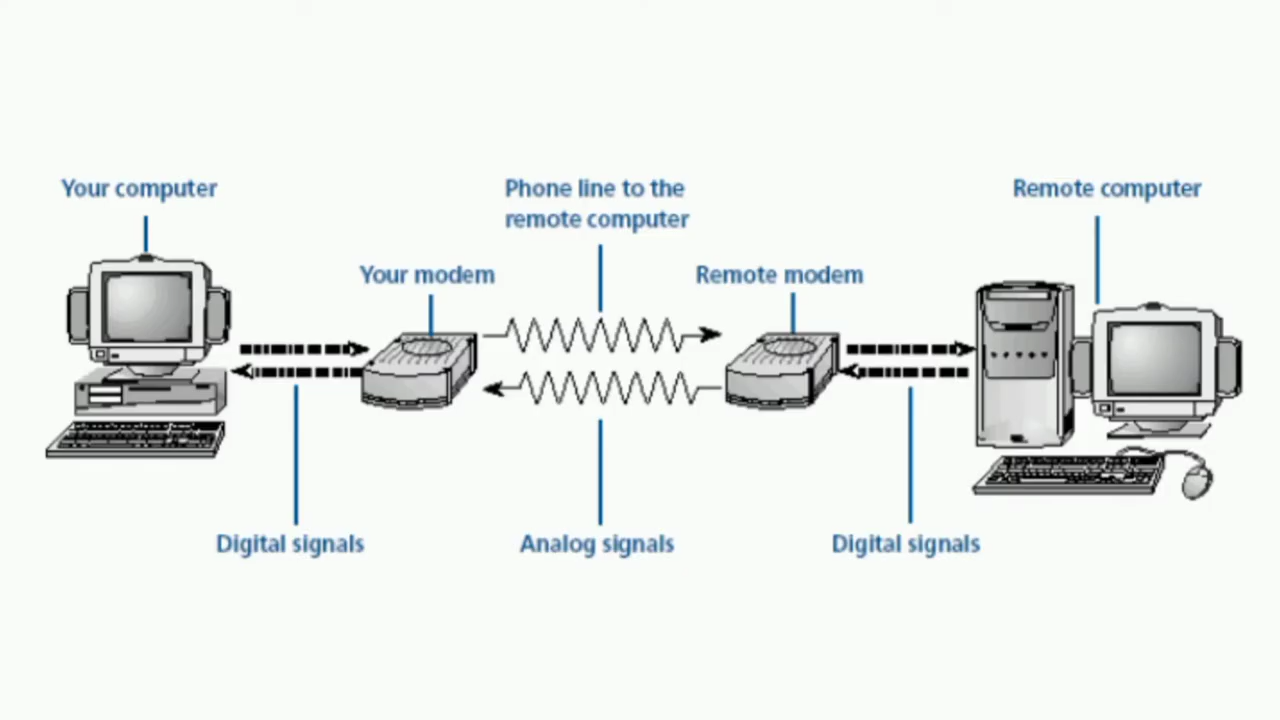 Your computer
Phone line to the
remote computer
Remote computer
Your modem
Remote modem
Digital signals
Analog signals
Digital signals